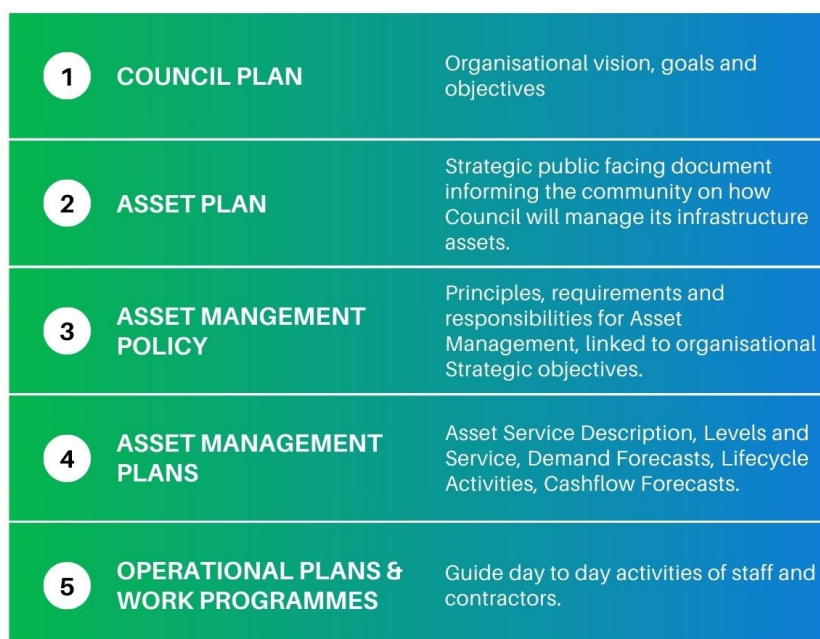 1
COUNCIL PLAN
Organisational vision, goals and
objectives
2
ASSET PLAN
Strategic public facing document
informing the community on how
Council will manage its infrastructure
assets.
3
ASSET MANGEMENT
POLICY
Principles, requirements and
responsibilities for Asset
Management, linked to organisational
Strategic objectives.
4
ASSET MANAGEMENT
PLANS
Asset Service Description, Levels and
Service, Demand Forecasts, Lifecycle
Activities, Cashflow Forecasts.
5
OPERATIONAL PLANS &
WORK PROGRAMMES
Guide day to day activities of staff and
contractors.